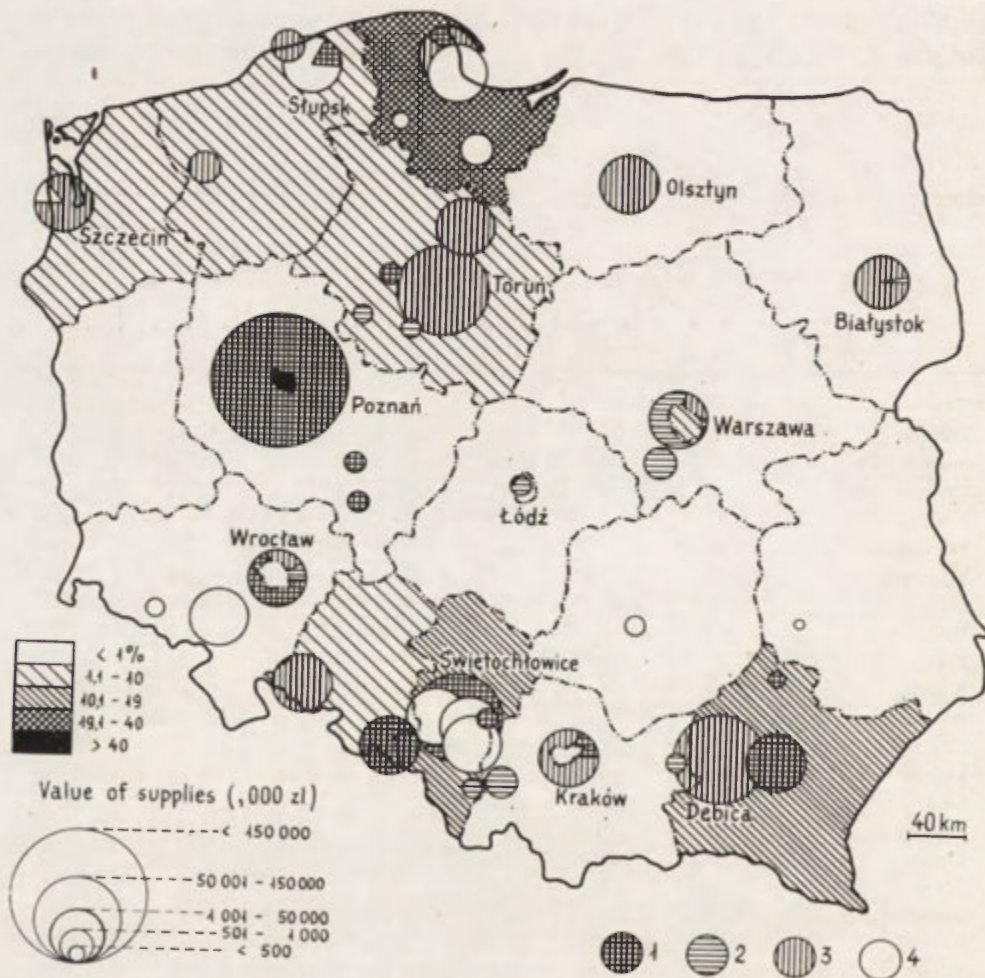 Słupsk
Olsztyn
Szczecin
Toruń
Białystok
Poznań
Warszawa
Łódź
Wrocław
< 1%
1,1 - 10
Świętochłowice
10,1 - 19
19,1 - 40
> 40
Value of supplies (,000 zl)
Kraków
Dębica
40 km
< 150 000
50 001 - 150 000
1 001 - 50 000
501 - 1 000
< 500
1 2 3 4